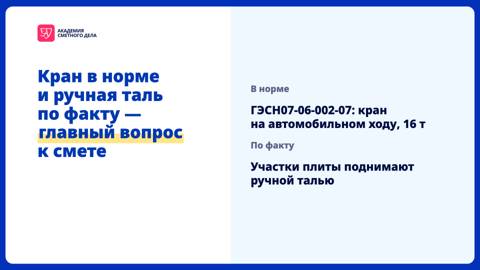 АКАДЕМИЯ
СМЕТНОГО ДЕЛА
Кран в норме
и ручная таль
по факту —
главный вопрос
к смете
В норме
ГЭСН07-06-002-07: кран
на автомобильном ходу, 16 т
По факту
Участки плиты поднимают
ручной талью